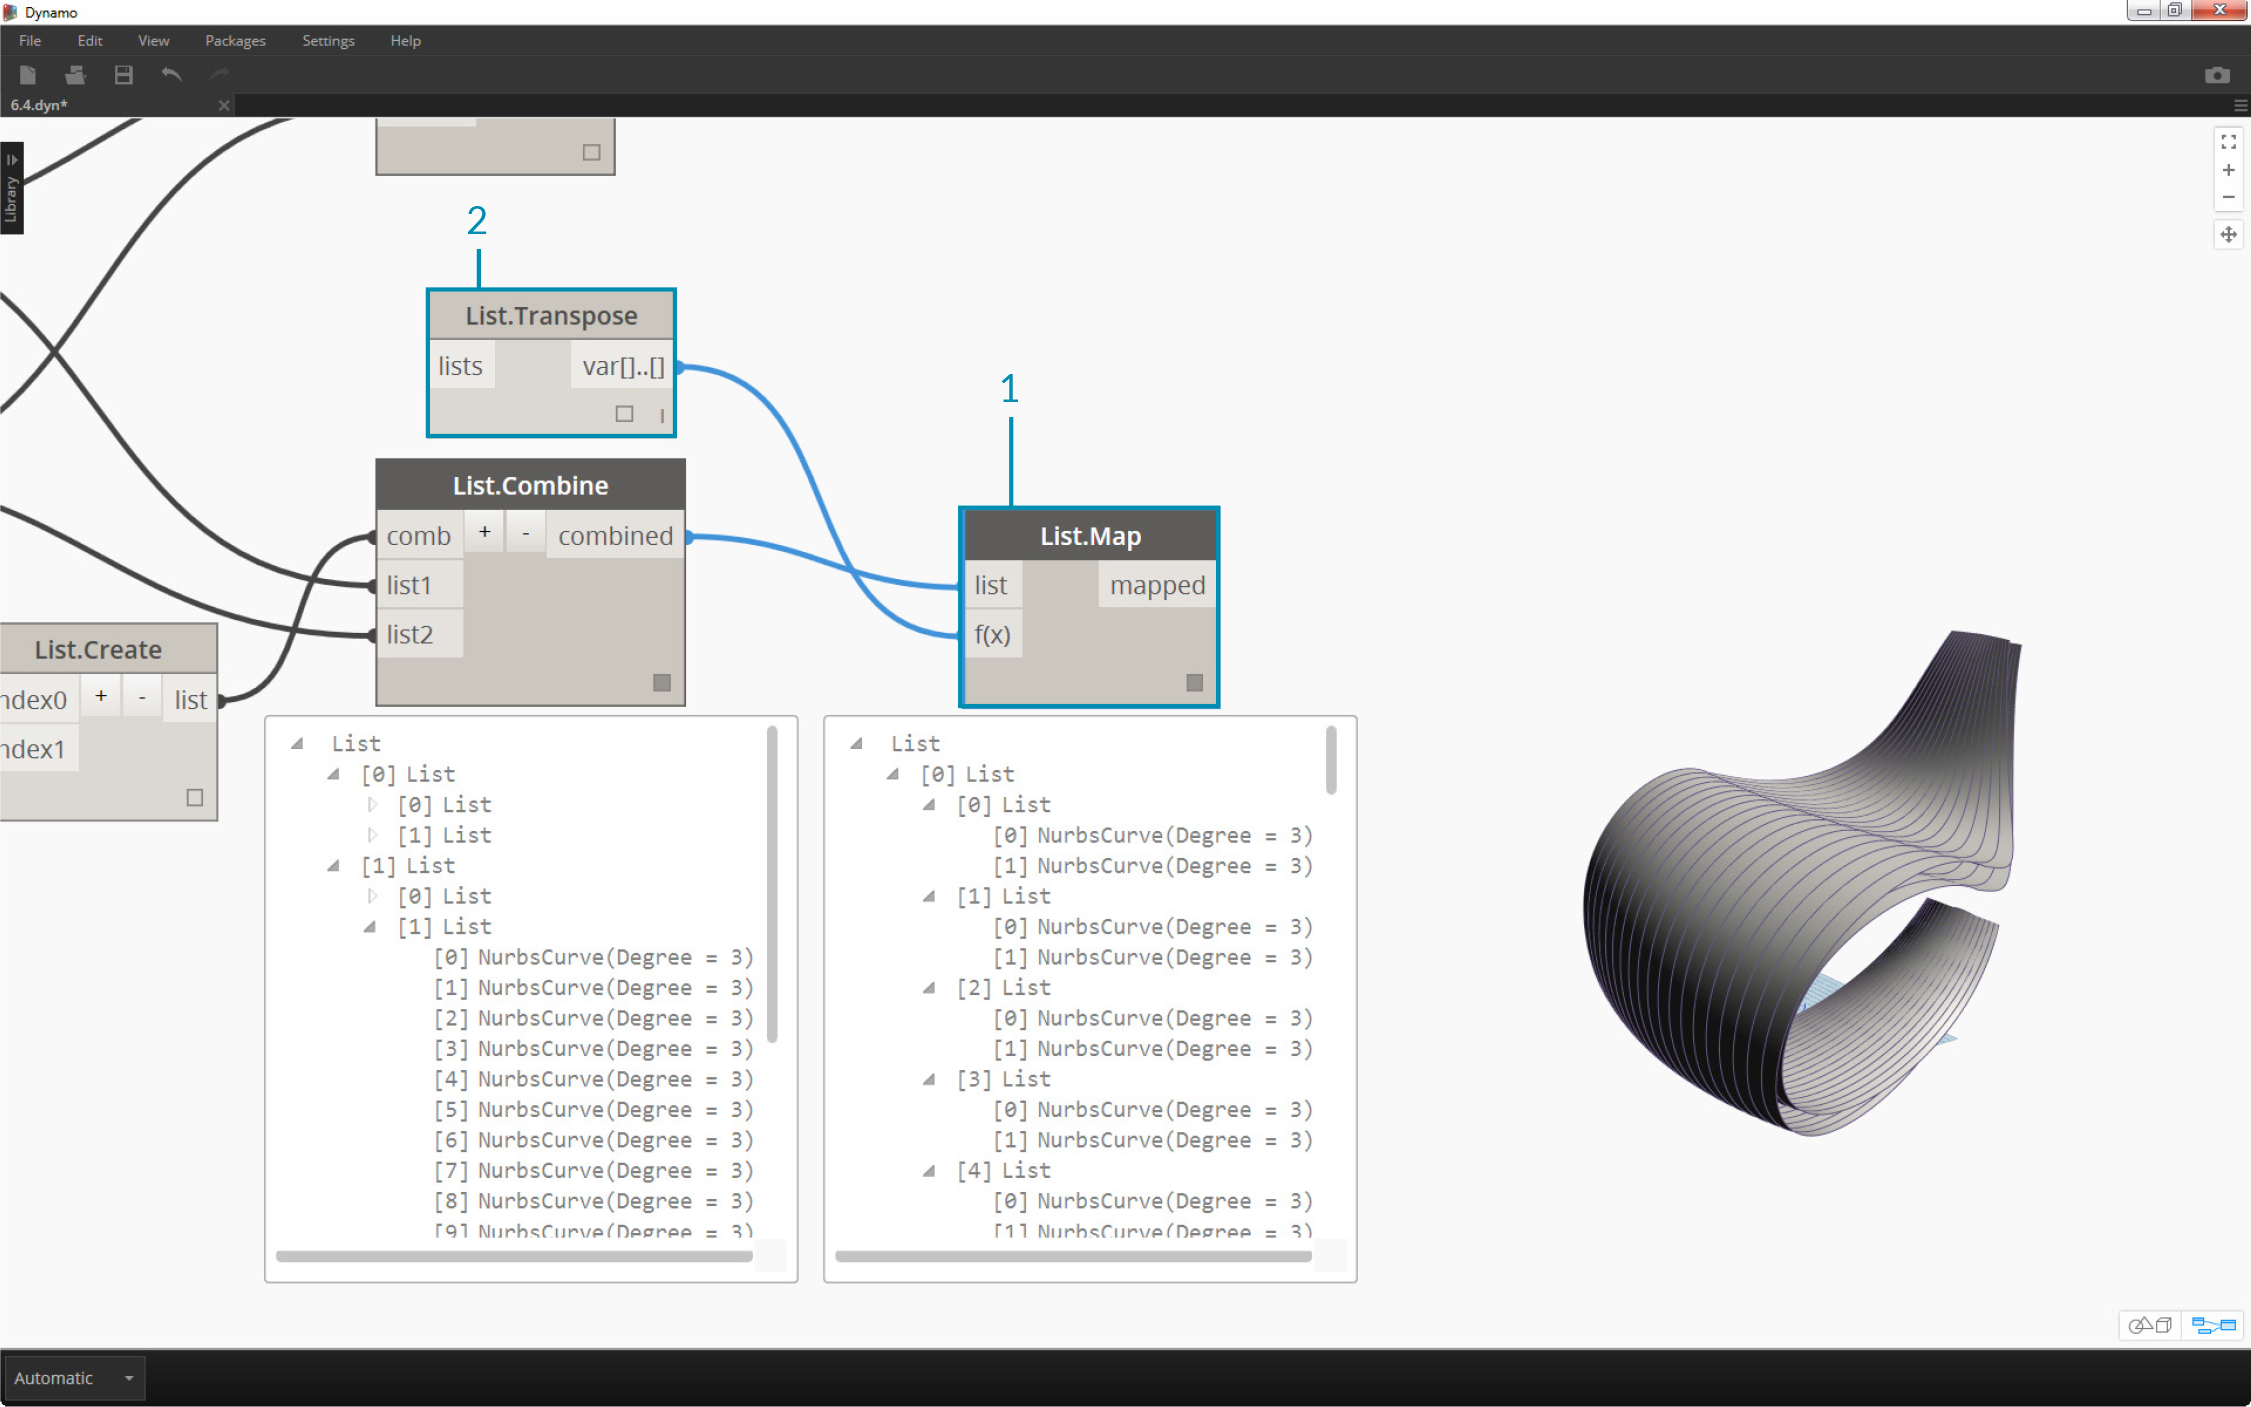 Dynamo
File Edit View Packages Settings Help
6.4.dyn*
Library
2
List.Transpose
lists var[]..[]
1
List.Combine
comb + - combined
list1
list2
List.Map
list mapped
f(x)
List.Create
ndex0 + - list
ndex1
List
[0] List
[0] List
[1] List
[1] List
[0] List
[1] List
[0] NurbsCurve(Degree = 3)
[1] NurbsCurve(Degree = 3)
[2] NurbsCurve(Degree = 3)
[3] NurbsCurve(Degree = 3)
[4] NurbsCurve(Degree = 3)
[5] NurbsCurve(Degree = 3)
[6] NurbsCurve(Degree = 3)
[7] NurbsCurve(Degree = 3)
[8] NurbsCurve(Degree = 3)
[9] NurbsCurve(Degree = 3)
List
[0] List
[0] List
[0] NurbsCurve(Degree = 3)
[1] NurbsCurve(Degree = 3)
[1] List
[0] NurbsCurve(Degree = 3)
[1] NurbsCurve(Degree = 3)
[2] List
[0] NurbsCurve(Degree = 3)
[1] NurbsCurve(Degree = 3)
[3] List
[0] NurbsCurve(Degree = 3)
[1] NurbsCurve(Degree = 3)
[4] List
[0] NurbsCurve(Degree = 3)
[1] NurbsCurve(Degree = 3)
Automatic